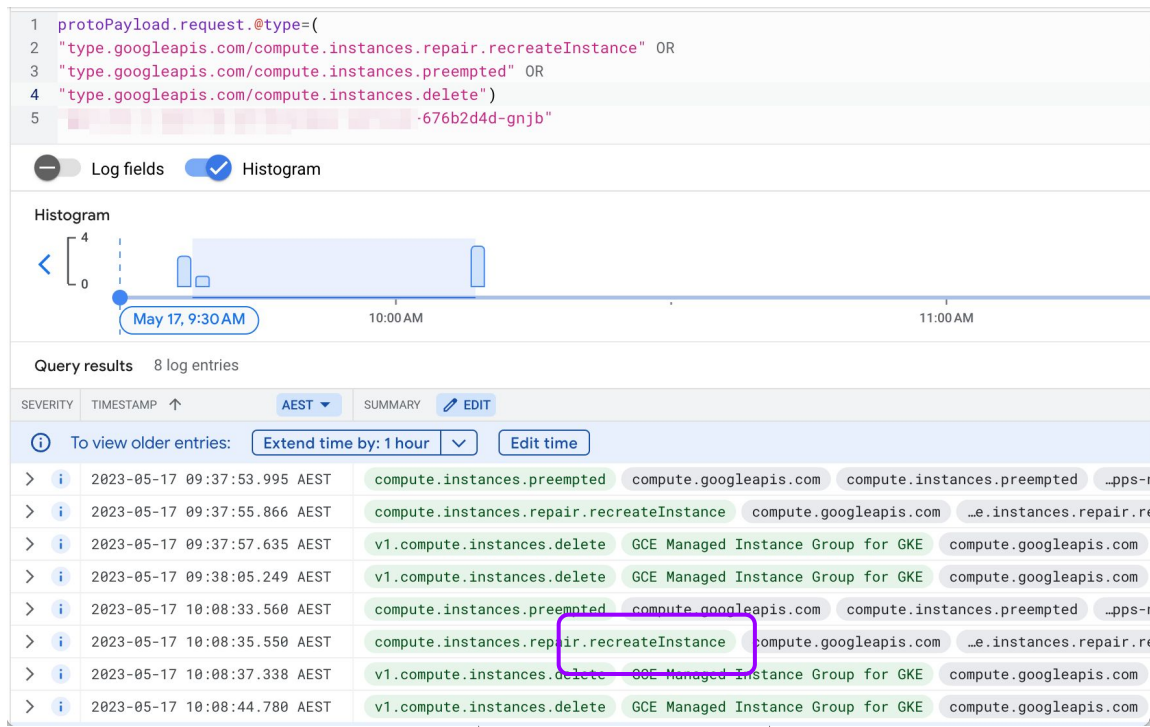 1 protoPayload.request.@type=(
2 "type.googleapis.com/compute.instances.repair.recreateInstance" OR
3 "type.googleapis.com/compute.instances.preempted" OR
4 "type.googleapis.com/compute.instances.delete")
5 -676b2d4d-gnjb"
Log fields Histogram
Histogram
4
0
May 17, 9:30 AM 10:00 AM 11:00 AM
Query results 8 log entries
SEVERITY TIMESTAMP AEST SUMMARY EDIT
To view older entries: Extend time by: 1 hour Edit time
2023-05-17 09:37:53.995 AEST compute.instances.preempted compute.googleapis.com compute.instances.preempted …pps-
2023-05-17 09:37:55.866 AEST compute.instances.repair.recreateInstance compute.googleapis.com …e.instances.repair.re
2023-05-17 09:37:57.635 AEST v1.compute.instances.delete GCE Managed Instance Group for GKE compute.googleapis.com
2023-05-17 09:38:05.249 AEST v1.compute.instances.delete GCE Managed Instance Group for GKE compute.googleapis.com
2023-05-17 10:08:33.560 AEST compute.instances.preempted compute.googleapis.com compute.instances.preempted …pps-
2023-05-17 10:08:35.550 AEST compute.instances.repair.recreateInstance compute.googleapis.com …e.instances.repair.re
2023-05-17 10:08:37.338 AEST v1.compute.instances.delete GCE Managed Instance Group for GKE compute.googleapis.com
2023-05-17 10:08:44.780 AEST v1.compute.instances.delete GCE Managed Instance Group for GKE compute.googleapis.com